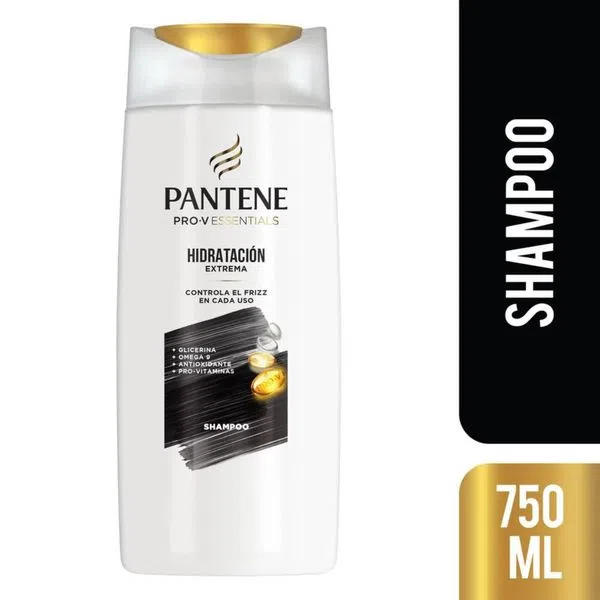 PANTENE
PRO-V ESSENTIALS
HIDRATACIÓN
EXTREMA
CONTROLA EL FRIZZ
EN CADA USO
+ GLICERINA
+ OMEGA 9
+ ANTIOXIDANTE
+ PRO-VITAMINAS
PRO-V
SHAMPOO
SHAMPOO
750
ML